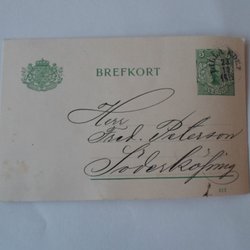 BREFKORT
Herr
Fred. Peterson
Söderköping